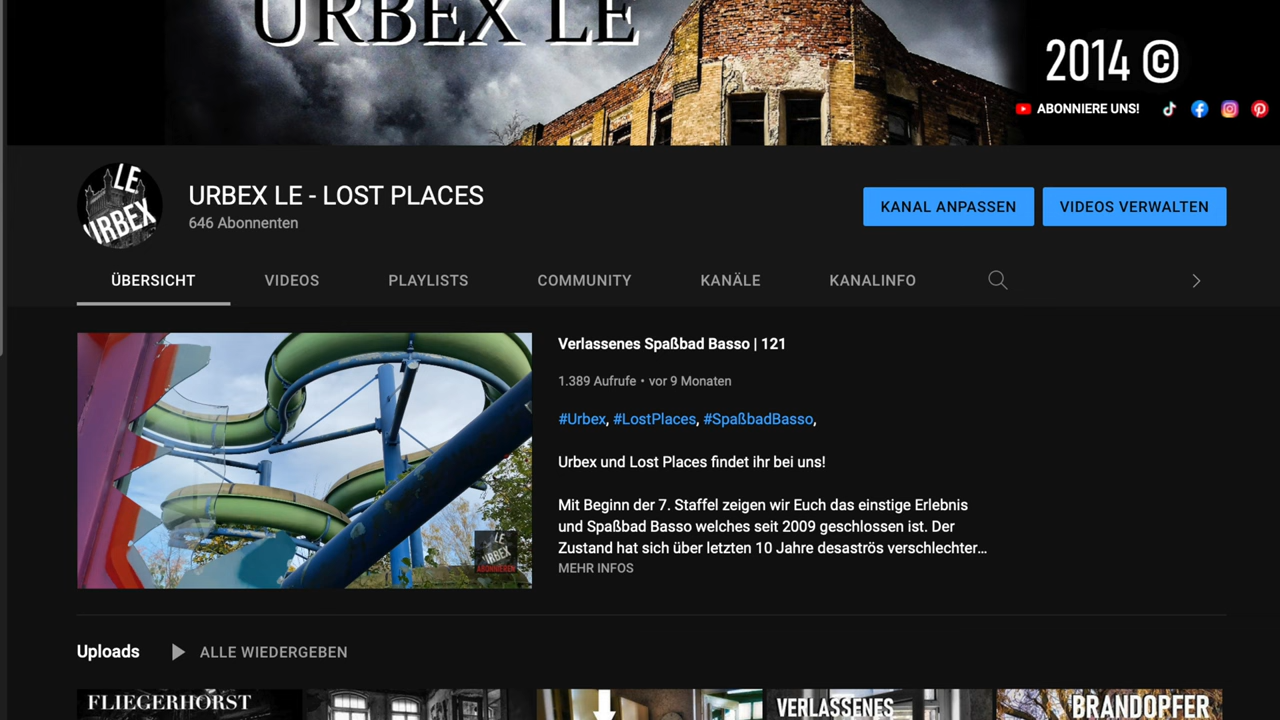 URBEX LE
2014 ©
ABONNIERE UNS!
LE
URBEX
URBEX LE - LOST PLACES
646 Abonnenten
KANAL ANPASSEN
VIDEOS VERWALTEN
ÜBERSICHT
VIDEOS
PLAYLISTS
COMMUNITY
KANÄLE
KANALINFO
Verlassenes Spaßbad Basso | 121
1.389 Aufrufe • vor 9 Monaten
#Urbex, #LostPlaces, #SpaßbadBasso,
Urbex und Lost Places findet ihr bei uns!
Mit Beginn der 7. Staffel zeigen wir Euch das einstige Erlebnis
und Spaßbad Basso welches seit 2009 geschlossen ist. Der
Zustand hat sich über letzten 10 Jahre desaströs verschlechter...
MEHR INFOS
LE
URBEX
ABONNIEREN
Uploads
ALLE WIEDERGEBEN
FLIEGERHORST
VERLASSENES
BRANDOPFER